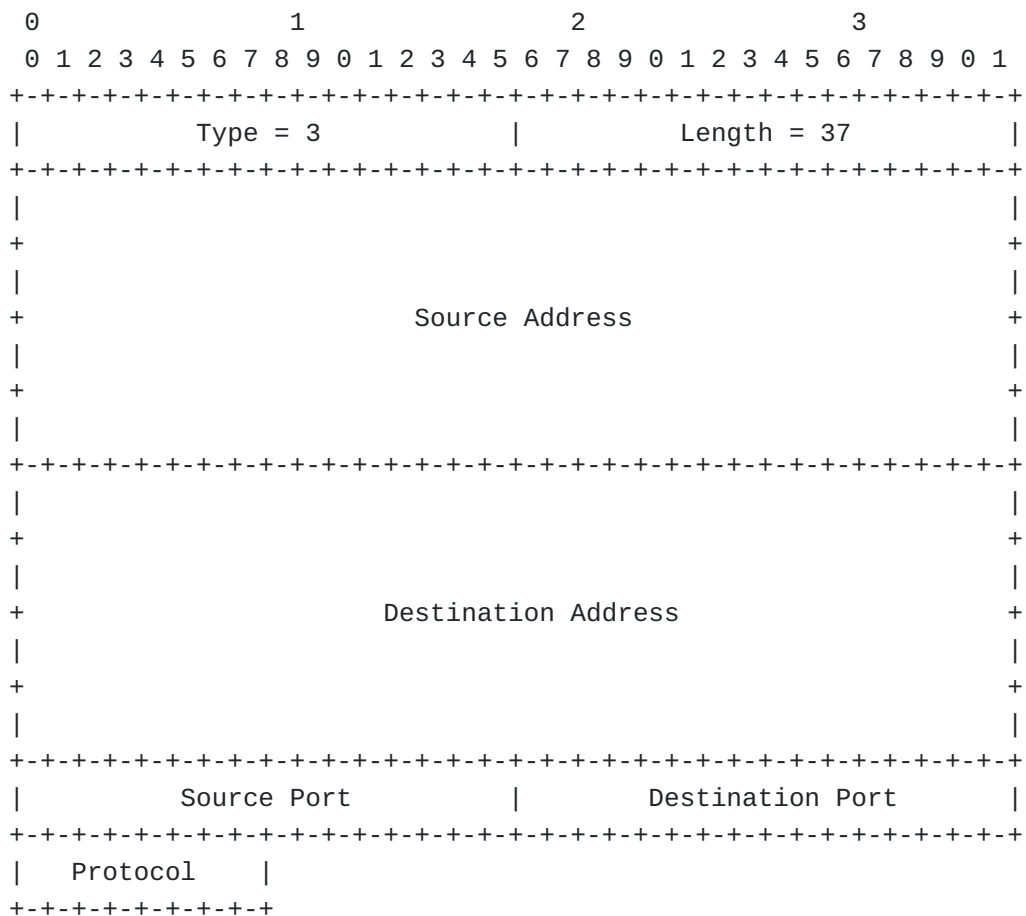 0                   1                   2                   3
 0 1 2 3 4 5 6 7 8 9 0 1 2 3 4 5 6 7 8 9 0 1 2 3 4 5 6 7 8 9 0 1
+-+-+-+-+-+-+-+-+-+-+-+-+-+-+-+-+-+-+-+-+-+-+-+-+-+-+-+-+-+-+-+-+
|           Type = 3            |          Length = 37          |
+-+-+-+-+-+-+-+-+-+-+-+-+-+-+-+-+-+-+-+-+-+-+-+-+-+-+-+-+-+-+-+-+
|                                                               |
+                                                               +
|                                                               |
+                         Source Address                        +
|                                                               |
+                                                               +
|                                                               |
+-+-+-+-+-+-+-+-+-+-+-+-+-+-+-+-+-+-+-+-+-+-+-+-+-+-+-+-+-+-+-+-+
|                                                               |
+                                                               +
|                                                               |
+                       Destination Address                     +
|                                                               |
+                                                               +
|                                                               |
+-+-+-+-+-+-+-+-+-+-+-+-+-+-+-+-+-+-+-+-+-+-+-+-+-+-+-+-+-+-+-+-+
|          Source Port          |        Destination Port       |
+-+-+-+-+-+-+-+-+-+-+-+-+-+-+-+-+-+-+-+-+-+-+-+-+-+-+-+-+-+-+-+-+
|   Protocol    |
+-+-+-+-+-+-+-+-+